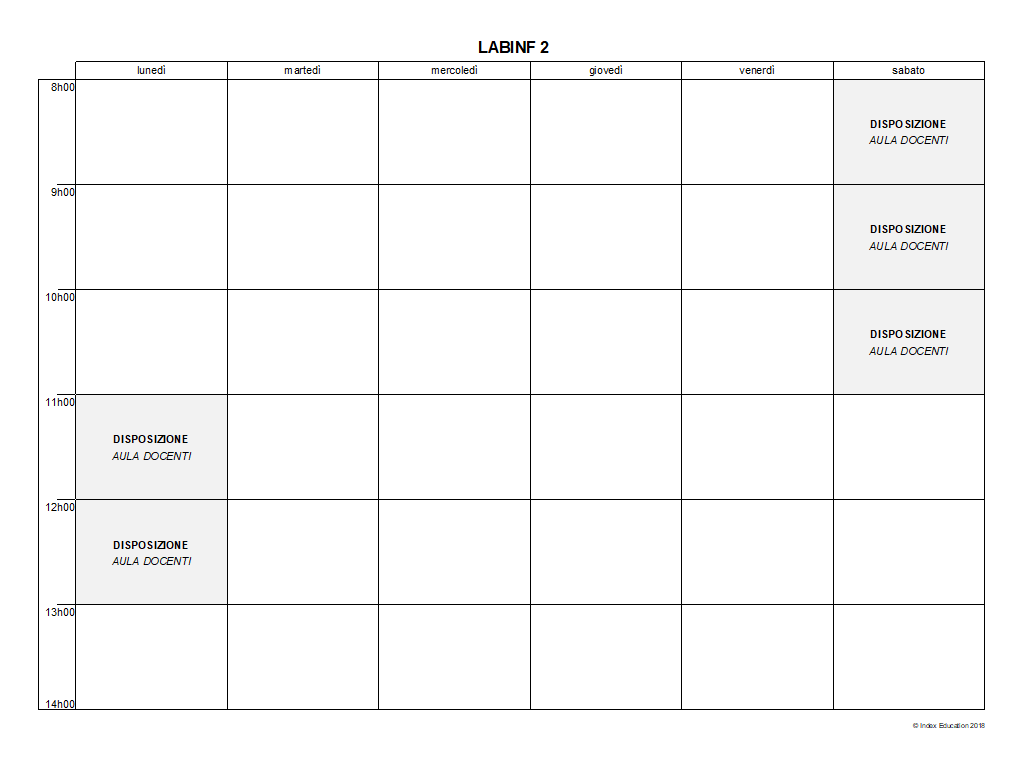 LABINF 2
lunedì martedì mercoledì giovedì venerdì sabato
8h00
DISPOSIZIONE
AULA DOCENTI
9h00
DISPOSIZIONE
AULA DOCENTI
10h00
DISPOSIZIONE
AULA DOCENTI
11h00
DISPOSIZIONE
AULA DOCENTI
12h00
DISPOSIZIONE
AULA DOCENTI
13h00
14h00
© Index Education 2018